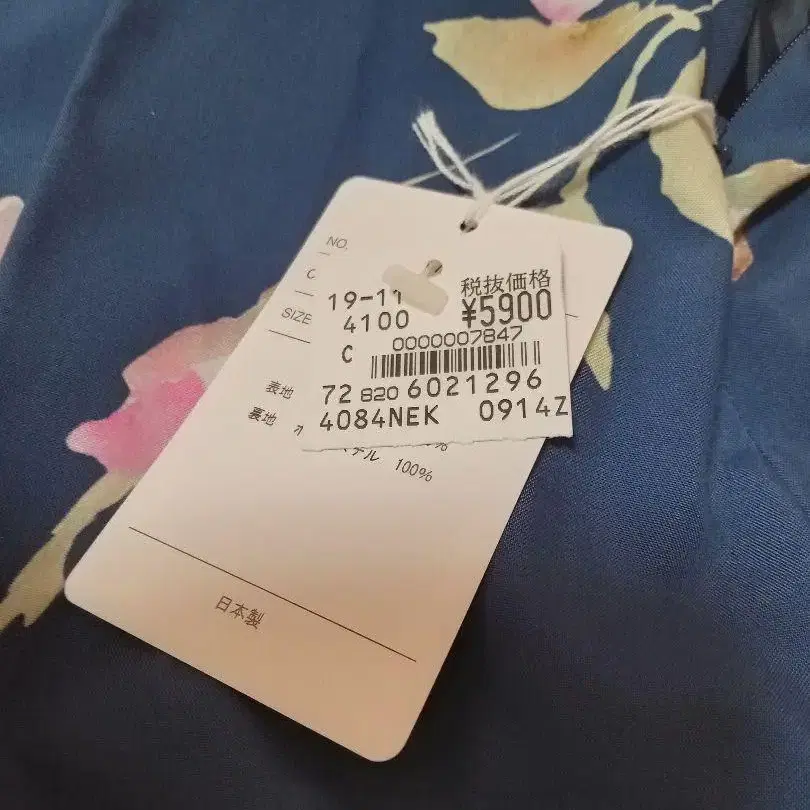 NO.
C
SIZE
19-11
税抜価格
4100
¥5900
C
0000007847
72 820 6021296
4084NEK 0914Z
表地
裏地
100%
日本製